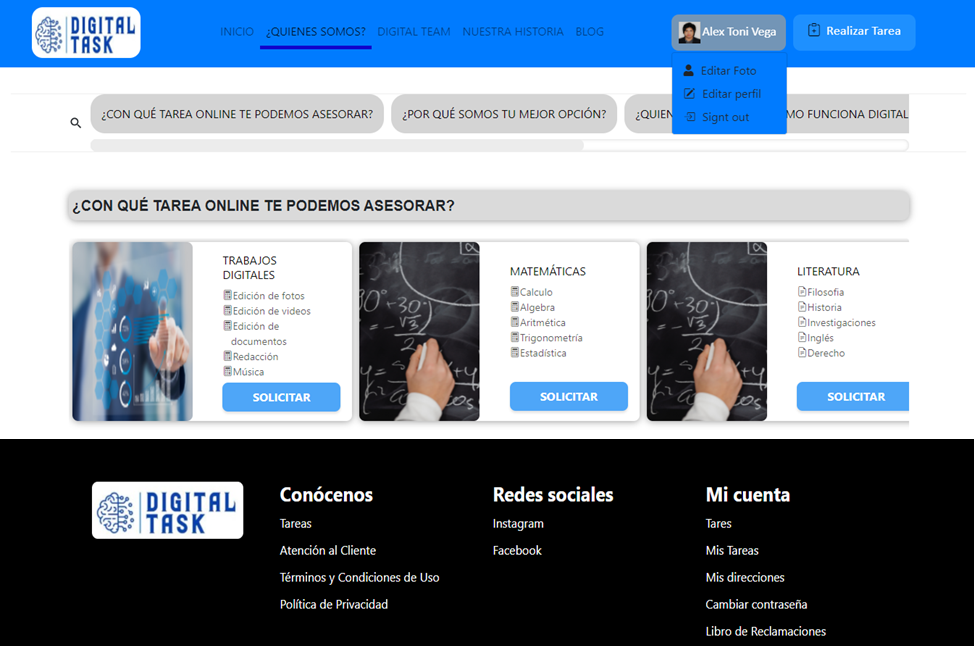 DIGITAL
TASK
INICIO
¿QUIENES SOMOS?
DIGITAL TEAM
NUESTRA HISTORIA
BLOG
Alex Toni Vega
Realizar Tarea
Editar Foto
Editar perfil
Signt out
¿CON QUÉ TAREA ONLINE TE PODEMOS ASESORAR?
¿POR QUÉ SOMOS TU MEJOR OPCIÓN?
¿QUIEN
MO FUNCIONA DIGITAL
¿CON QUÉ TAREA ONLINE TE PODEMOS ASESORAR?
TRABAJOS
DIGITALES
Edición de fotos
Edición de videos
Edición de
documentos
Redacción
Música
SOLICITAR
MATEMÁTICAS
Calculo
Algebra
Aritmética
Trigonometría
Estadística
SOLICITAR
LITERATURA
Filosofia
Historia
Investigaciones
Inglés
Derecho
SOLICITAR
DIGITAL
TASK
Conócenos
Tareas
Atención al Cliente
Términos y Condiciones de Uso
Política de Privacidad
Redes sociales
Instagram
Facebook
Mi cuenta
Tares
Mis Tareas
Mis direcciones
Cambiar contraseña
Libro de Reclamaciones